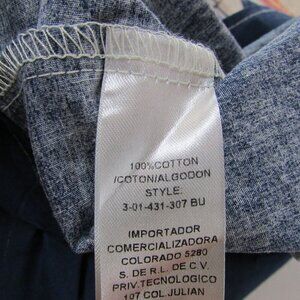 100%COTTON
/COTON/ALGODON
STYLE:
3-01-431-307 BU
IMPORTADOR
COMERCIALIZADORA
COLORADO 5280
S. DE R.L. DE C.V.
PRIV.TECNOLOGICO
107 COL.JULIAN